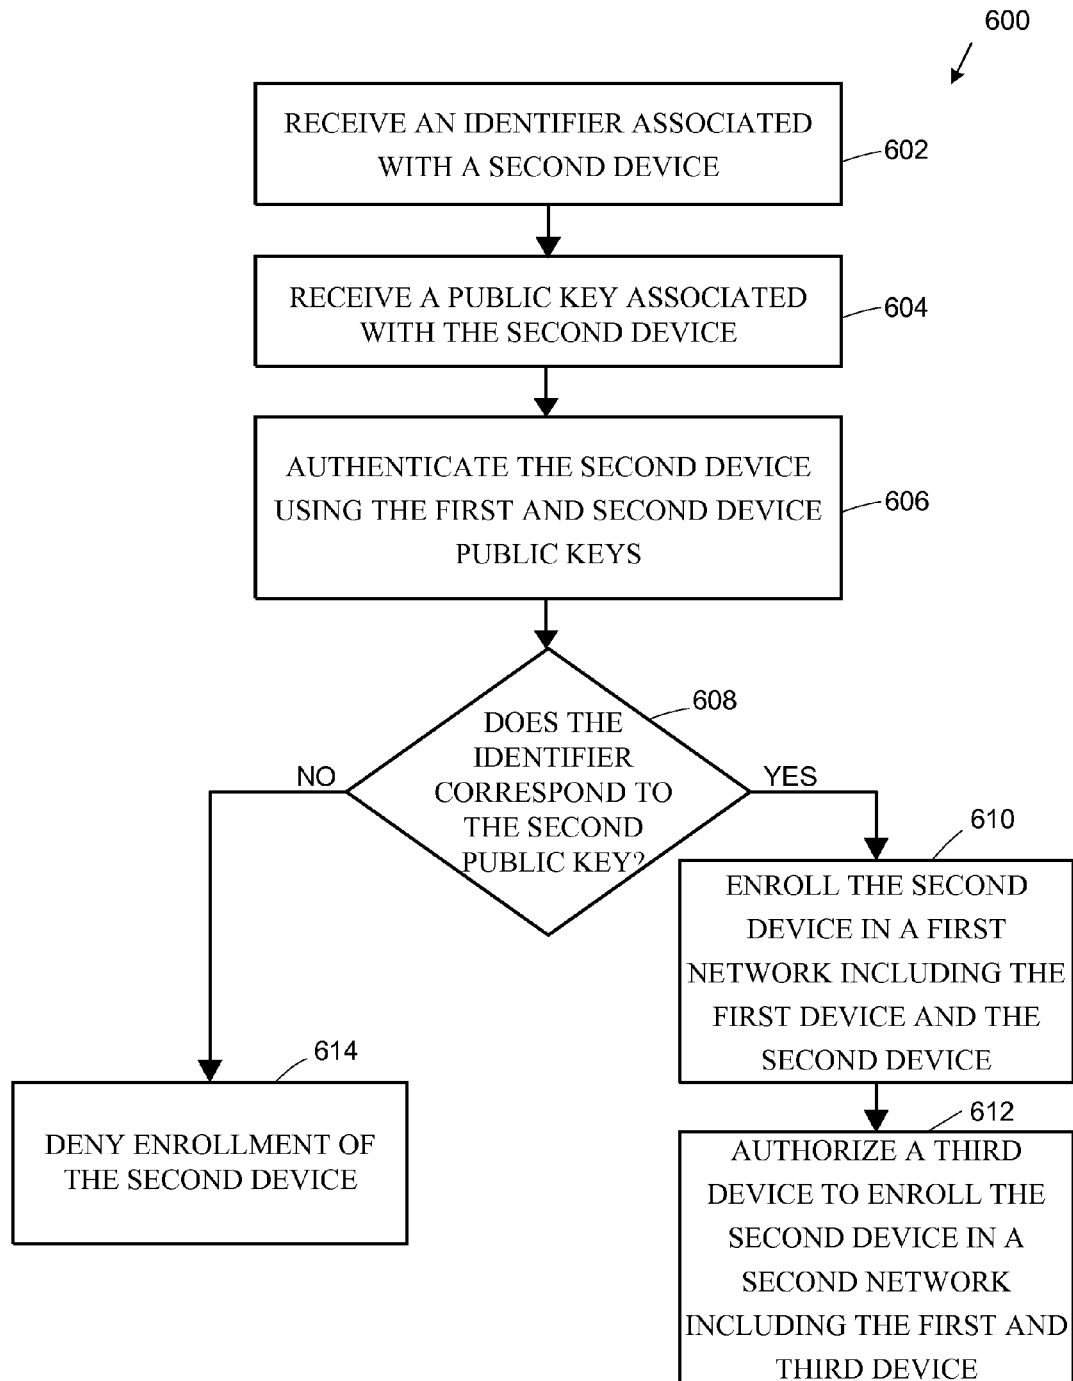 600
RECEIVE AN IDENTIFIER ASSOCIATED
WITH A SECOND DEVICE
602
RECEIVE A PUBLIC KEY ASSOCIATED
WITH THE SECOND DEVICE
604
AUTHENTICATE THE SECOND DEVICE
USING THE FIRST AND SECOND DEVICE
PUBLIC KEYS
606
DOES THE
IDENTIFIER
CORRESPOND TO
THE SECOND
PUBLIC KEY?
608
NO
YES
610
ENROLL THE SECOND
DEVICE IN A FIRST
NETWORK INCLUDING THE
FIRST DEVICE AND THE
SECOND DEVICE
614
DENY ENROLLMENT OF
THE SECOND DEVICE
612
AUTHORIZE A THIRD
DEVICE TO ENROLL THE
SECOND DEVICE IN A
SECOND NETWORK
INCLUDING THE FIRST AND
THIRD DEVICE